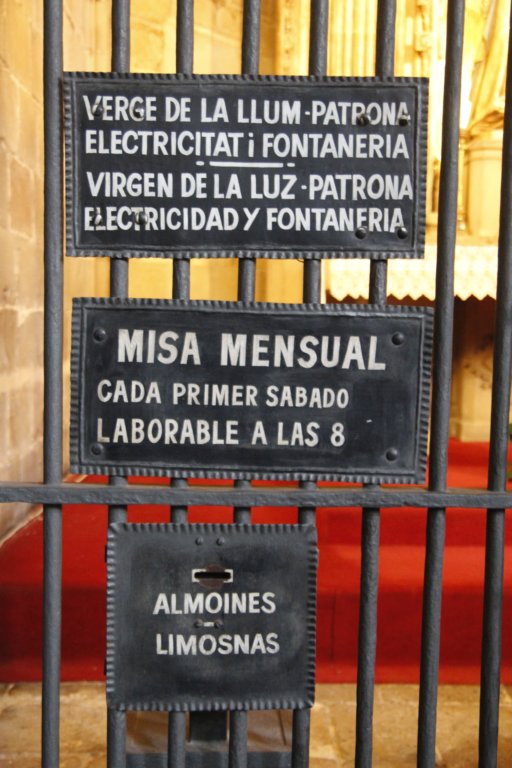 VERGE DE LA LLUM·PATRONA
ELECTRICITAT i FONTANERIA
VIRGEN DE LA LUZ·PATRONA
ELECTRICIDAD Y FONTANERIA
MISA MENSUAL
CADA PRIMER SABADO
LABORABLE A LAS 8
ALMOINES
-
LIMOSNAS